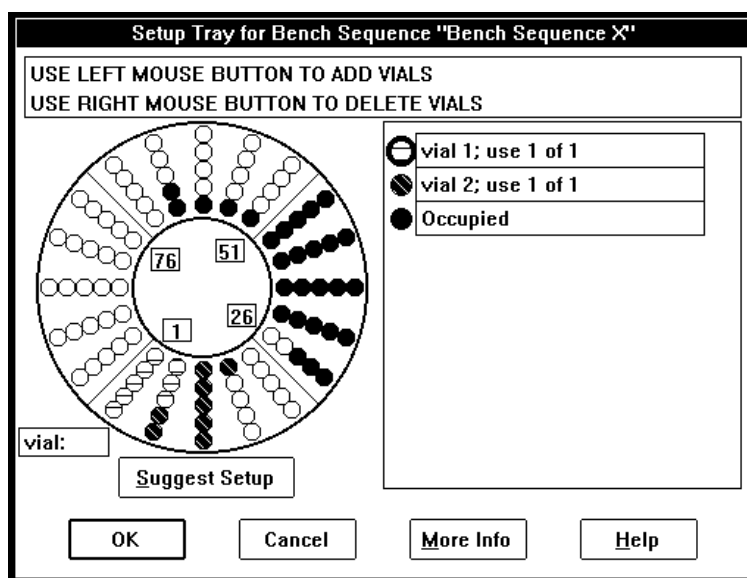 Setup Tray for Bench Sequence "Bench Sequence X"
USE LEFT MOUSE BUTTON TO ADD VIALS
USE RIGHT MOUSE BUTTON TO DELETE VIALS
76
51
1
26
vial:
vial 1; use 1 of 1
vial 2; use 1 of 1
Occupied
Suggest Setup
OK
Cancel
More Info
Help